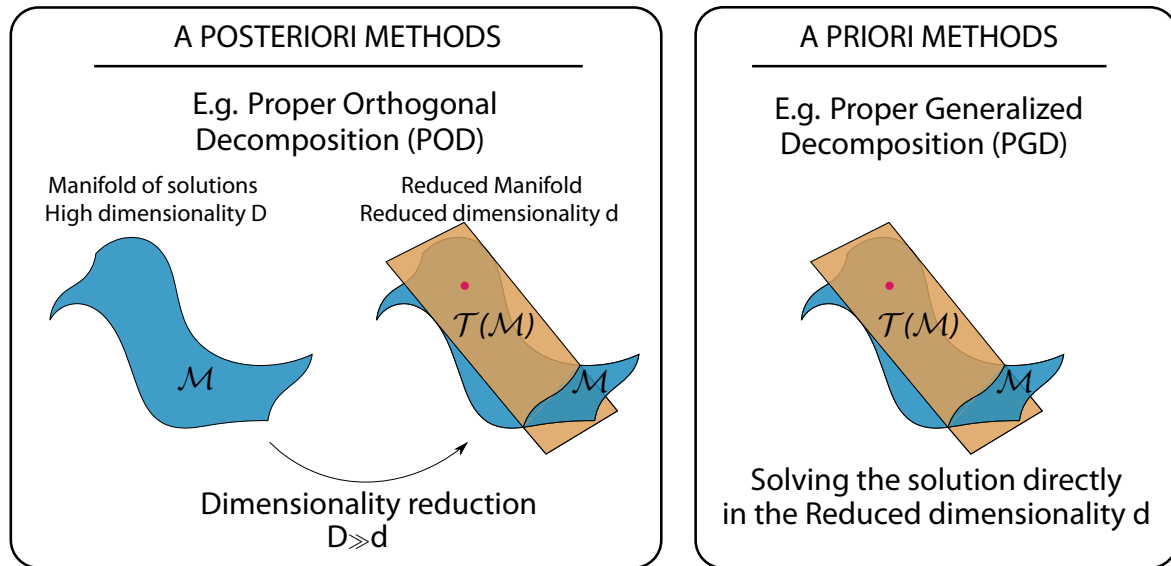 A POSTERIORI METHODS
E.g. Proper Orthogonal
Decomposition (POD)
Manifold of solutions
High dimensionality D
Reduced Manifold
Reduced dimensionality d
ℳ
𝒯(ℳ)
ℳ
Dimensionality reduction
D≫d
A PRIORI METHODS
E.g. Proper Generalized
Decomposition (PGD)
𝒯(ℳ)
ℳ
Solving the solution directly
in the Reduced dimensionality d